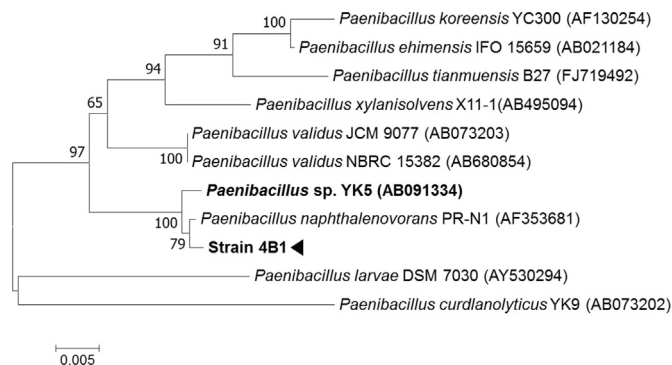 100 Paenibacillus koreensis YC300 (AF130254)
91 Paenibacillus ehimensis IFO 15659 (AB021184)
94 Paenibacillus tianmuensis B27 (FJ719492)
65 Paenibacillus xylanisolvens X11-1(AB495094)
Paenibacillus validus JCM 9077 (AB073203)
97 100 Paenibacillus validus NBRC 15382 (AB680854)
Paenibacillus sp. YK5 (AB091334)
100 Paenibacillus naphthalenovorans PR-N1 (AF353681)
79 Strain 4B1
Paenibacillus larvae DSM 7030 (AY530294)
Paenibacillus curdlanolyticus YK9 (AB073202)
0.005